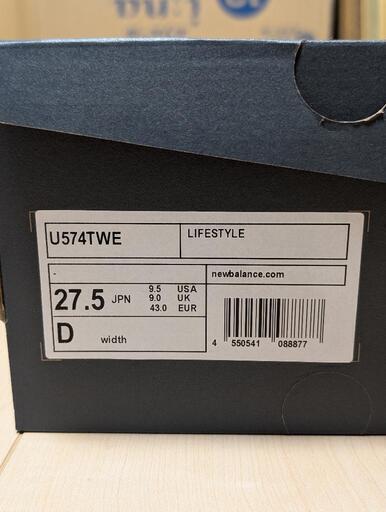 U574TWE LIFESTYLE
- newbalance.com
27.5 JPN 9.5 USA
9.0 UK
43.0 EUR
D width
4 550541 088877